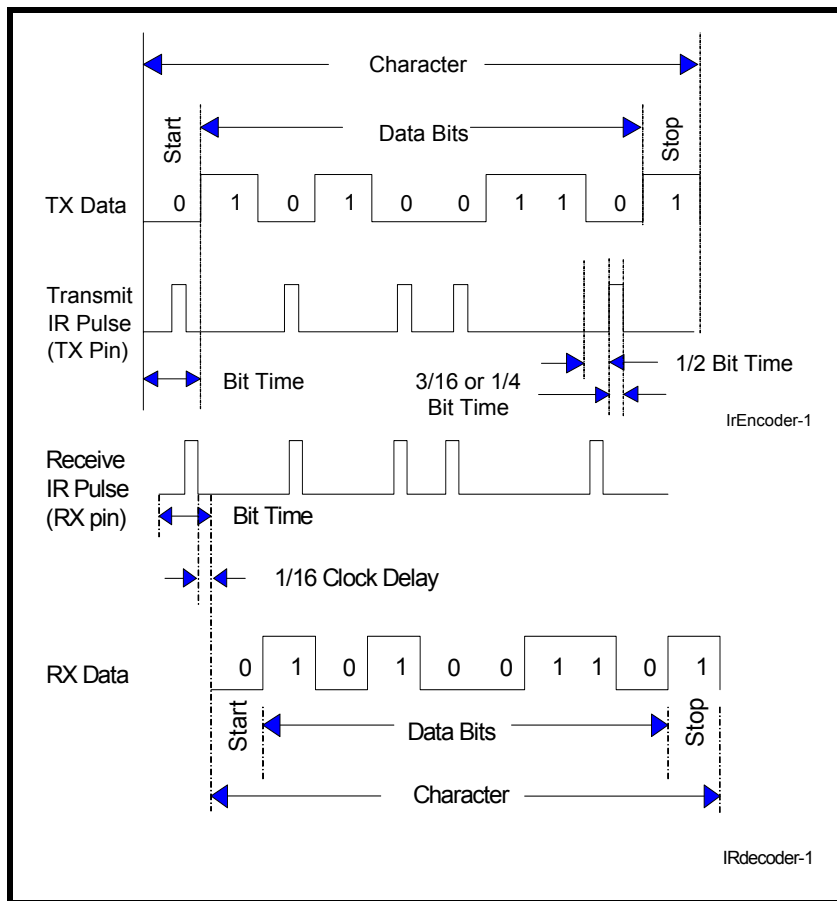 Character
Start
Data Bits
Stop
TX Data
0 1 0 1 0 0 1 1 0 1
Transmit
IR Pulse
(TX Pin)
Bit Time
1/2 Bit Time
3/16 or 1/4
Bit Time
IrEncoder-1
Receive
IR Pulse
(RX pin)
Bit Time
1/16 Clock Delay
RX Data
0 1 0 1 0 0 1 1 0 1
Start
Data Bits
Stop
Character
IRdecoder-1